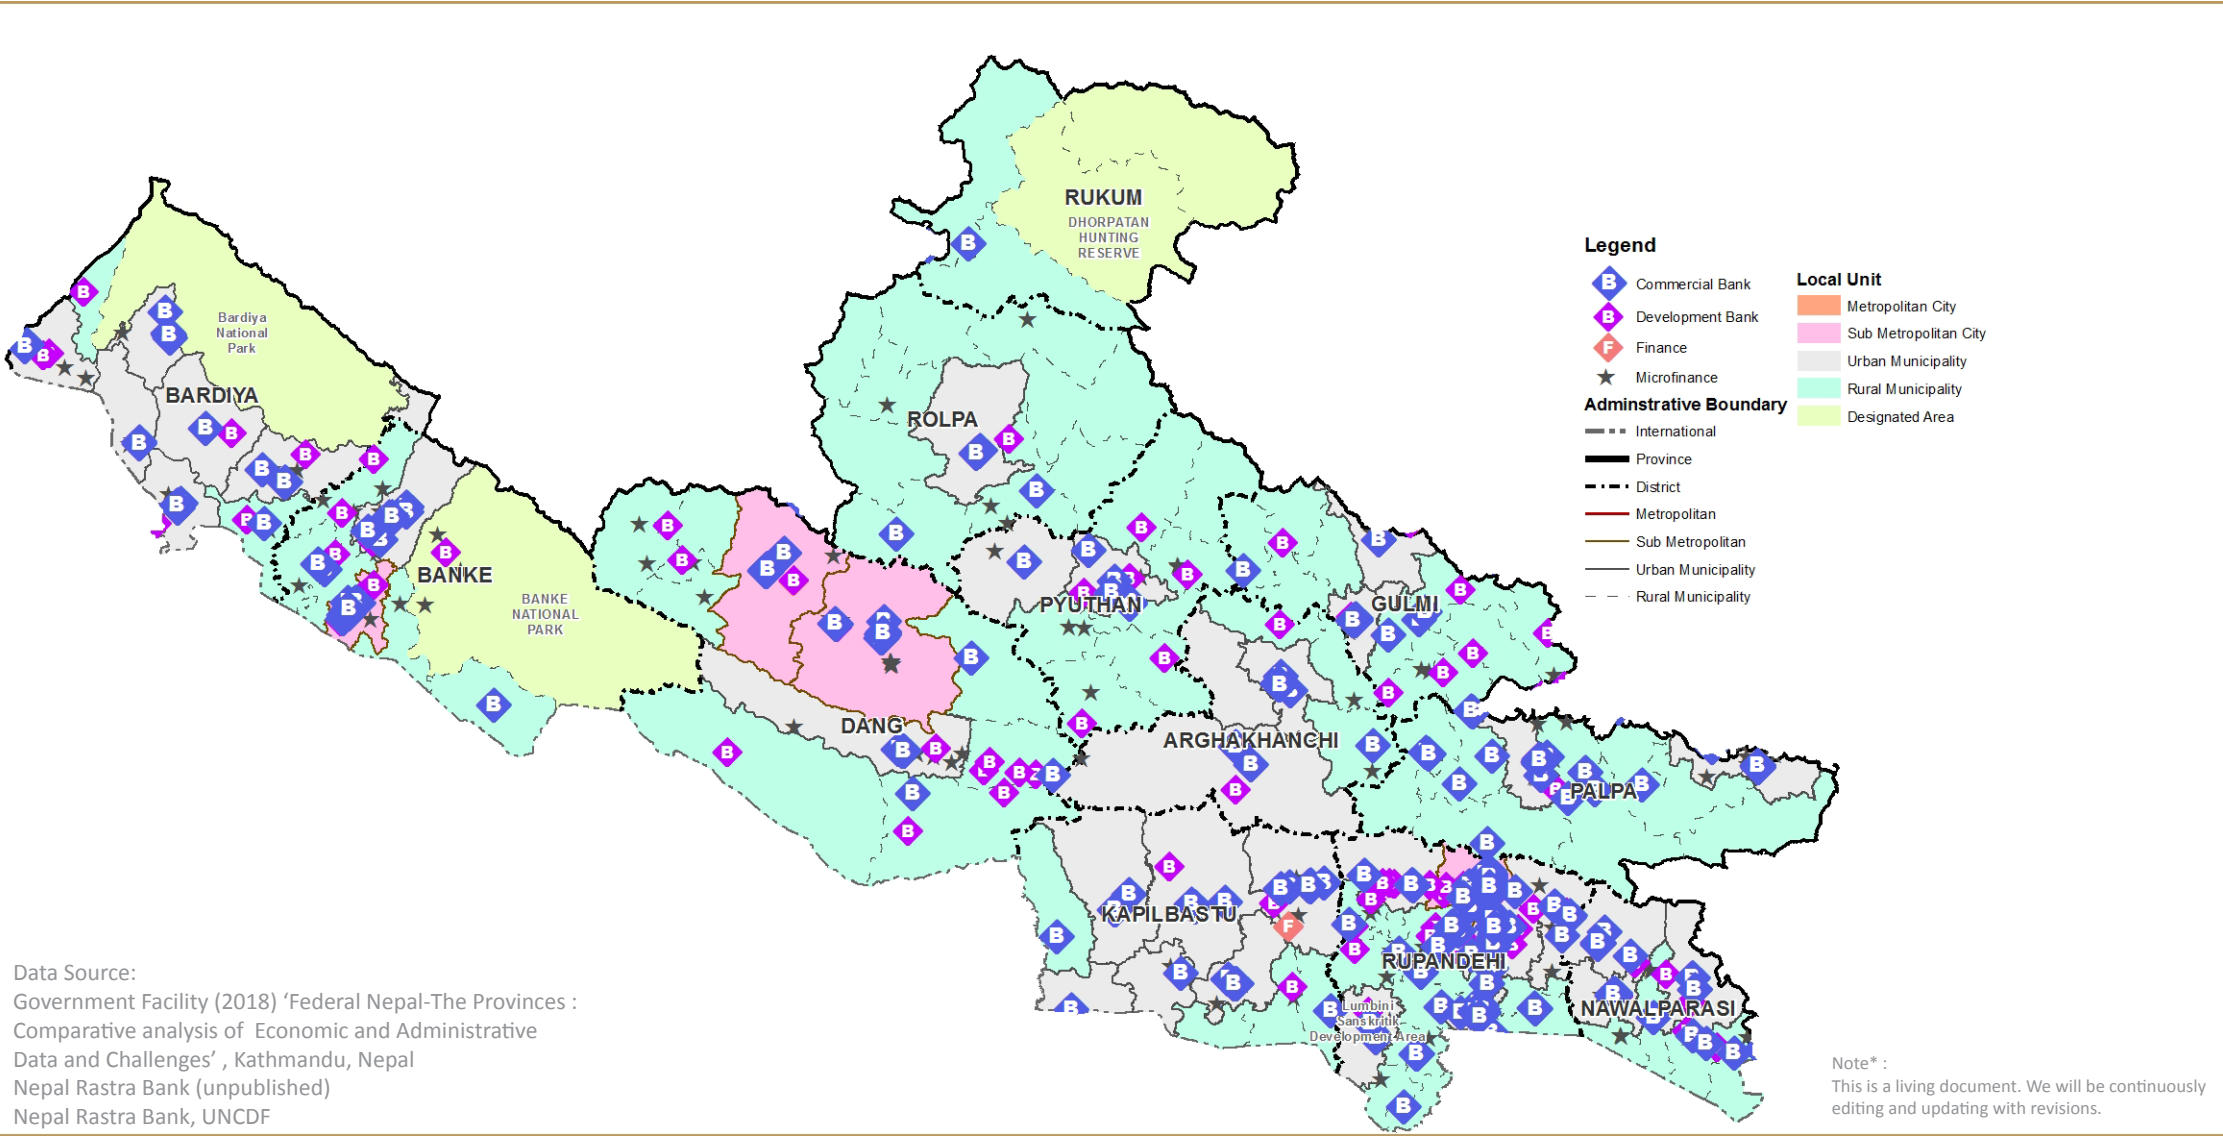 RUKUM
DHORPATAN
HUNTING
RESERVE
Bardiya
National
Park
BARDIYA
ROLPA
BANKE
BANKE
NATIONAL
PARK
PYUTHAN
GULMI
DANG
ARGHAKHANCHI
PALPA
KAPILBASTU
RUPANDEHI
NAWALPARASI
Lumbini
Sanskritik
Development Area
F
Legend
B Commercial Bank
B Development Bank
F Finance
Microfinance
Adminstrative Boundary
International
Province
District
Metropolitan
Sub Metropolitan
Urban Municipality
Rural Municipality
Local Unit
Metropolitan City
Sub Metropolitan City
Urban Municipality
Rural Municipality
Designated Area
Data Source:
Government Facility (2018) ‘Federal Nepal-The Provinces :
Comparative analysis of Economic and Administrative
Data and Challenges’ , Kathmandu, Nepal
Nepal Rastra Bank (unpublished)
Nepal Rastra Bank, UNCDF
Note* :
This is a living document. We will be continuously
editing and updating with revisions.